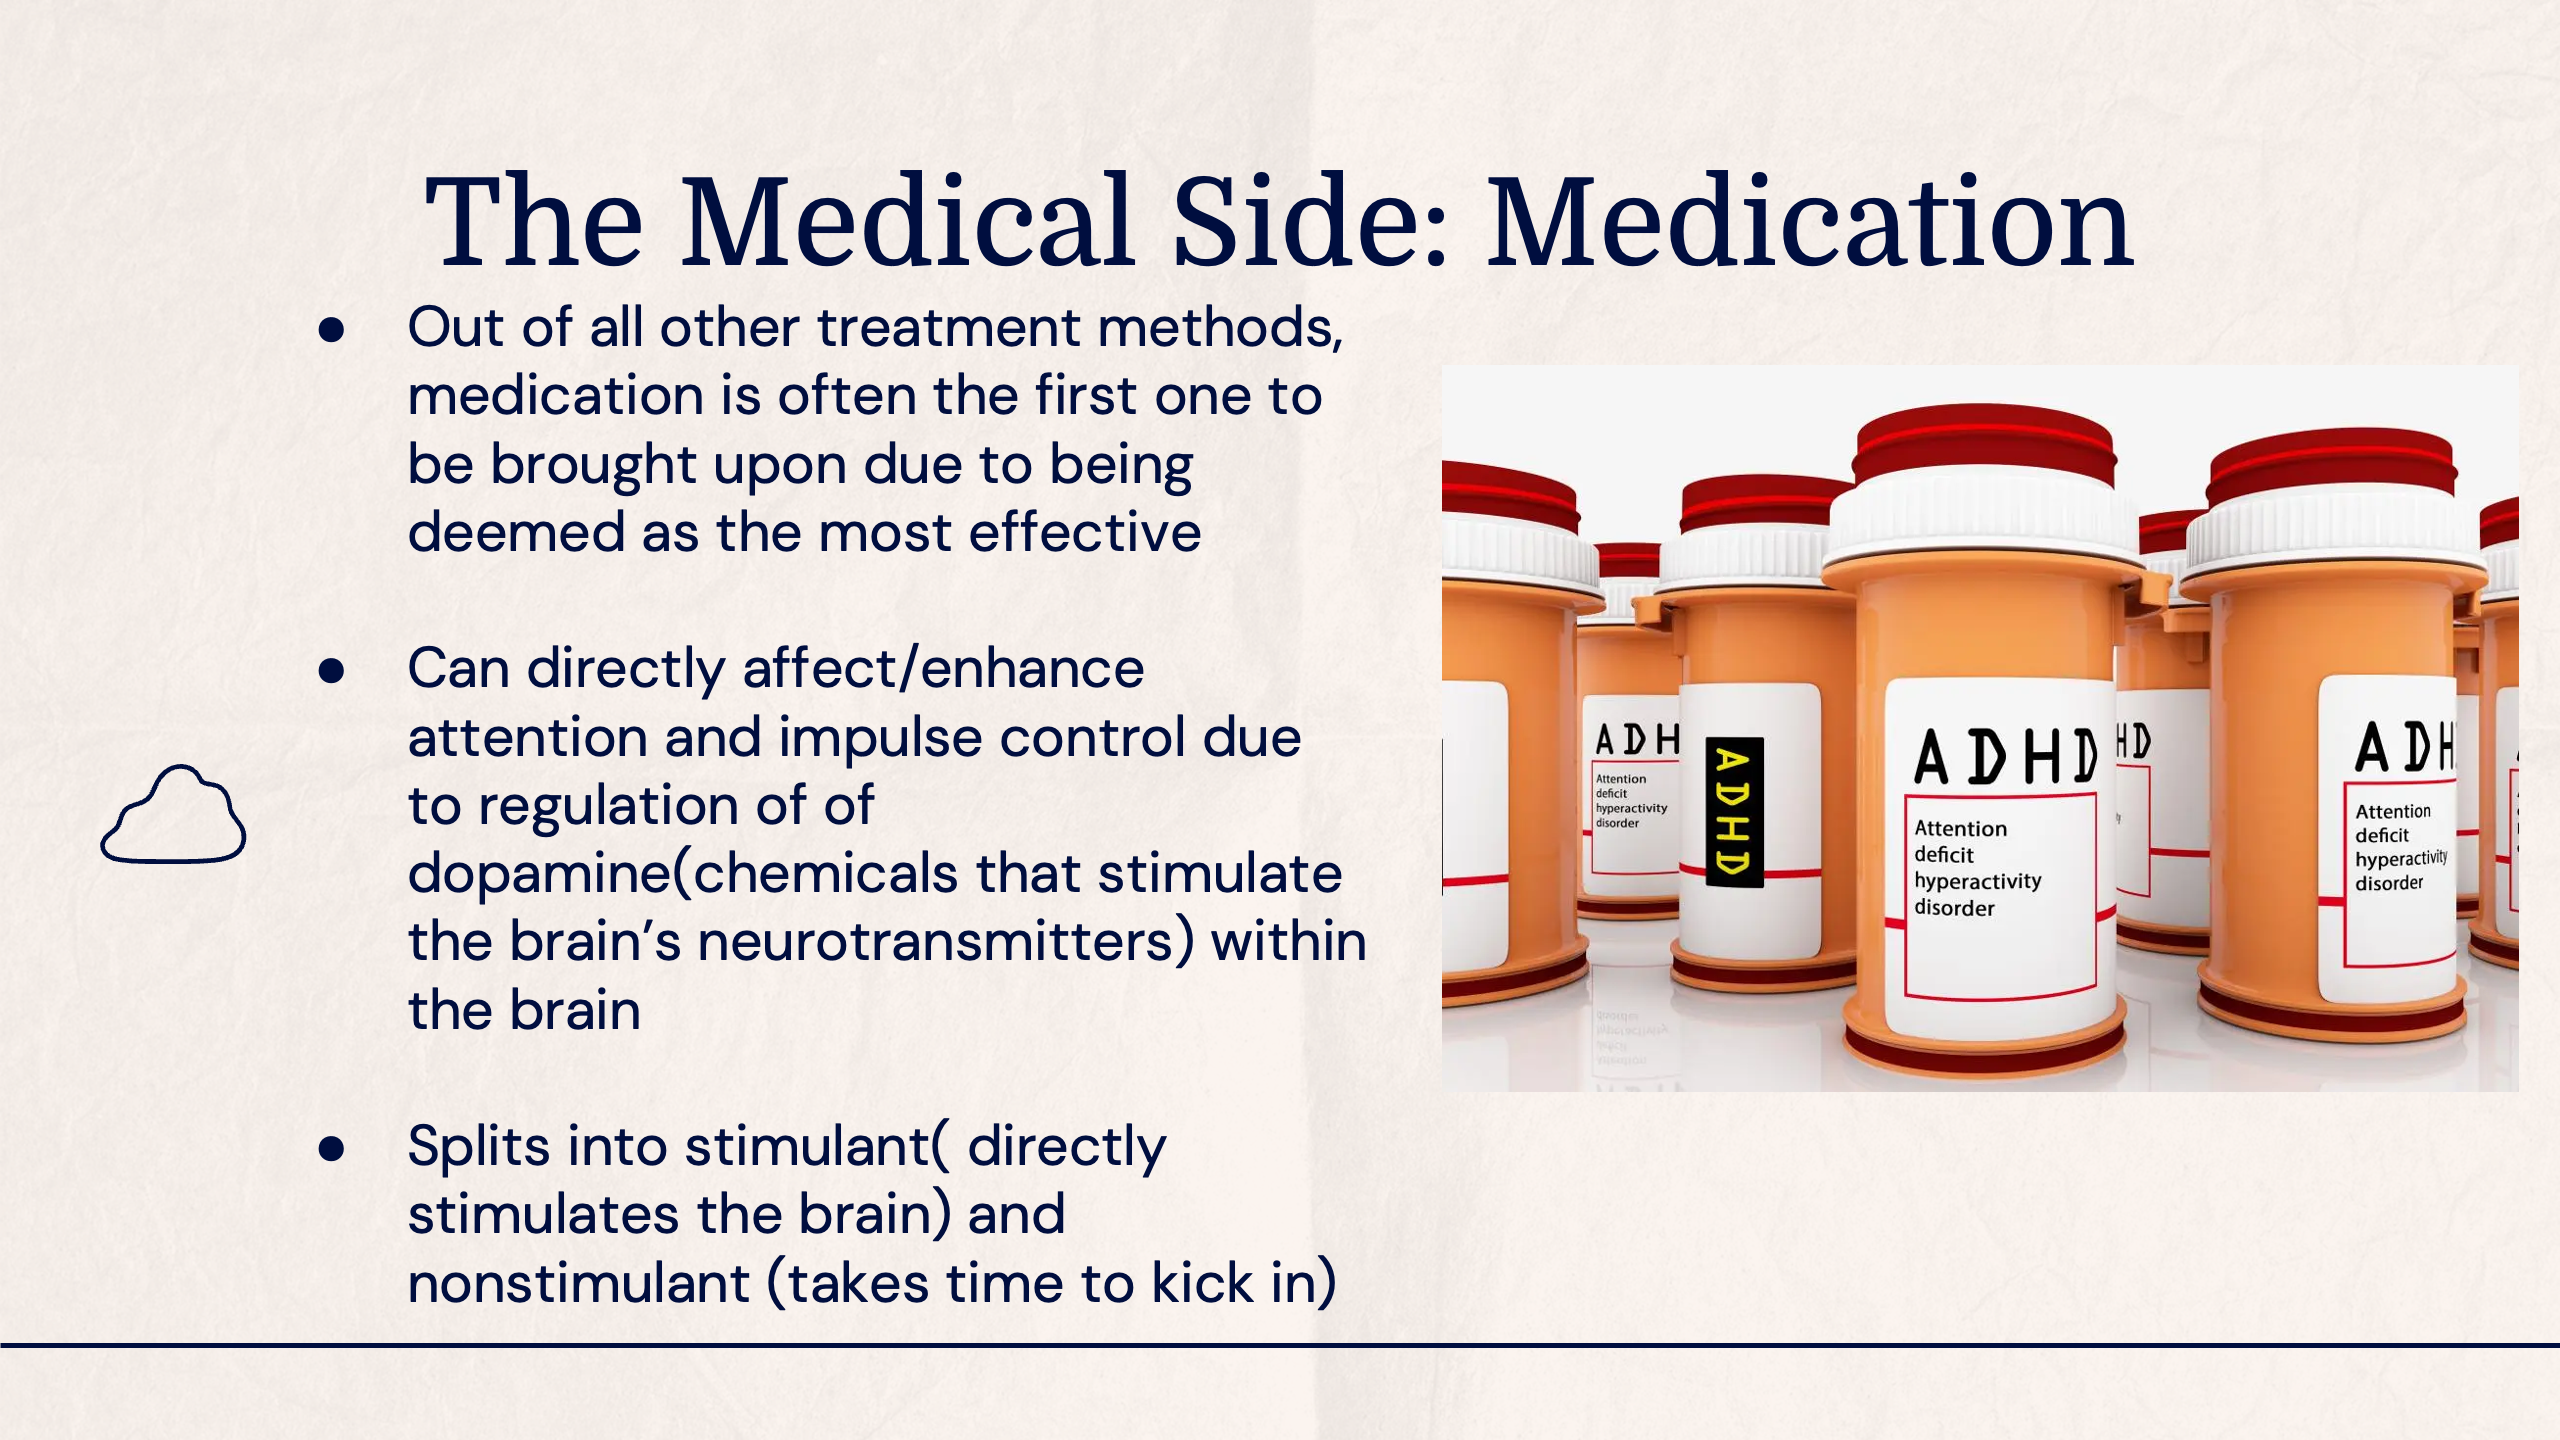 The Medical Side: Medication
● Out of all other treatment methods,
medication is often the first one to
be brought upon due to being
deemed as the most effective
● Can directly affect/enhance
attention and impulse control due
to regulation of of
dopamine(chemicals that stimulate
the brain’s neurotransmitters) within
the brain
● Splits into stimulant( directly
stimulates the brain) and
nonstimulant (takes time to kick in)
ADH
Attention
deficit
hyperactivity
disorder
ADHD
ADHD
Attention
deficit
hyperactivity
disorder
HD
ADH
Attention
deficit
hyperactivity
disorder